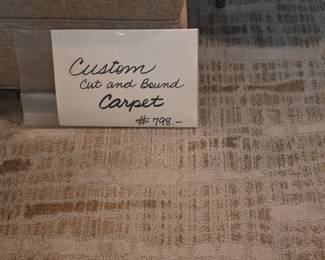 Custom
Cut and Bound
Carpet
#798.-